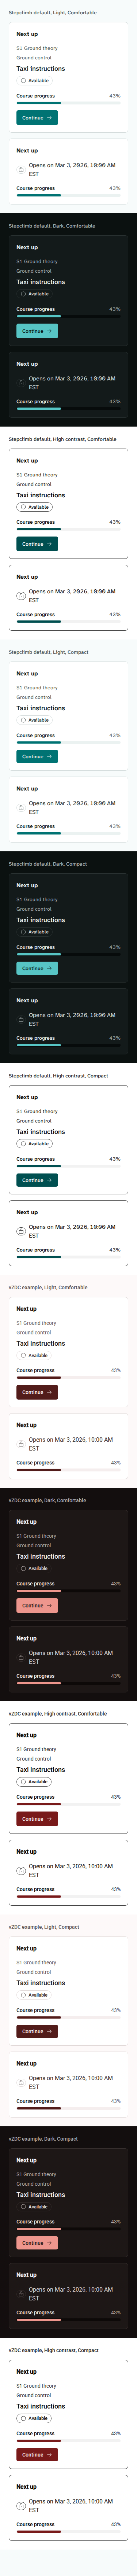 Stepclimb default, Light, Comfortable
Next up
S1 Ground theory
Ground control
Taxi instructions
Available
Course progress 43%
Continue →
Next up
Opens on Mar 3, 2026, 10:00 AM
EST
Course progress 43%
Stepclimb default, Dark, Comfortable
Next up
S1 Ground theory
Ground control
Taxi instructions
Available
Course progress 43%
Continue →
Next up
Opens on Mar 3, 2026, 10:00 AM
EST
Course progress 43%
Stepclimb default, High contrast, Comfortable
Next up
S1 Ground theory
Ground control
Taxi instructions
Available
Course progress 43%
Continue →
Next up
Opens on Mar 3, 2026, 10:00 AM
EST
Course progress 43%
Stepclimb default, Light, Compact
Next up
S1 Ground theory
Ground control
Taxi instructions
Available
Course progress 43%
Continue →
Next up
Opens on Mar 3, 2026, 10:00 AM
EST
Course progress 43%
Stepclimb default, Dark, Compact
Next up
S1 Ground theory
Ground control
Taxi instructions
Available
Course progress 43%
Continue →
Next up
Opens on Mar 3, 2026, 10:00 AM
EST
Course progress 43%
Stepclimb default, High contrast, Compact
Next up
S1 Ground theory
Ground control
Taxi instructions
Available
Course progress 43%
Continue →
Next up
Opens on Mar 3, 2026, 10:00 AM
EST
Course progress 43%
vZDC example, Light, Comfortable
Next up
S1 Ground theory
Ground control
Taxi instructions
Available
Course progress 43%
Continue →
Next up
Opens on Mar 3, 2026, 10:00 AM
EST
Course progress 43%
vZDC example, Dark, Comfortable
Next up
S1 Ground theory
Ground control
Taxi instructions
Available
Course progress 43%
Continue →
Next up
Opens on Mar 3, 2026, 10:00 AM
EST
Course progress 43%
vZDC example, High contrast, Comfortable
Next up
S1 Ground theory
Ground control
Taxi instructions
Available
Course progress 43%
Continue →
Next up
Opens on Mar 3, 2026, 10:00 AM
EST
Course progress 43%
vZDC example, Light, Compact
Next up
S1 Ground theory
Ground control
Taxi instructions
Available
Course progress 43%
Continue →
Next up
Opens on Mar 3, 2026, 10:00 AM
EST
Course progress 43%
vZDC example, Dark, Compact
Next up
S1 Ground theory
Ground control
Taxi instructions
Available
Course progress 43%
Continue →
Next up
Opens on Mar 3, 2026, 10:00 AM
EST
Course progress 43%
vZDC example, High contrast, Compact
Next up
S1 Ground theory
Ground control
Taxi instructions
Available
Course progress 43%
Continue →
Next up
Opens on Mar 3, 2026, 10:00 AM
EST
Course progress 43%